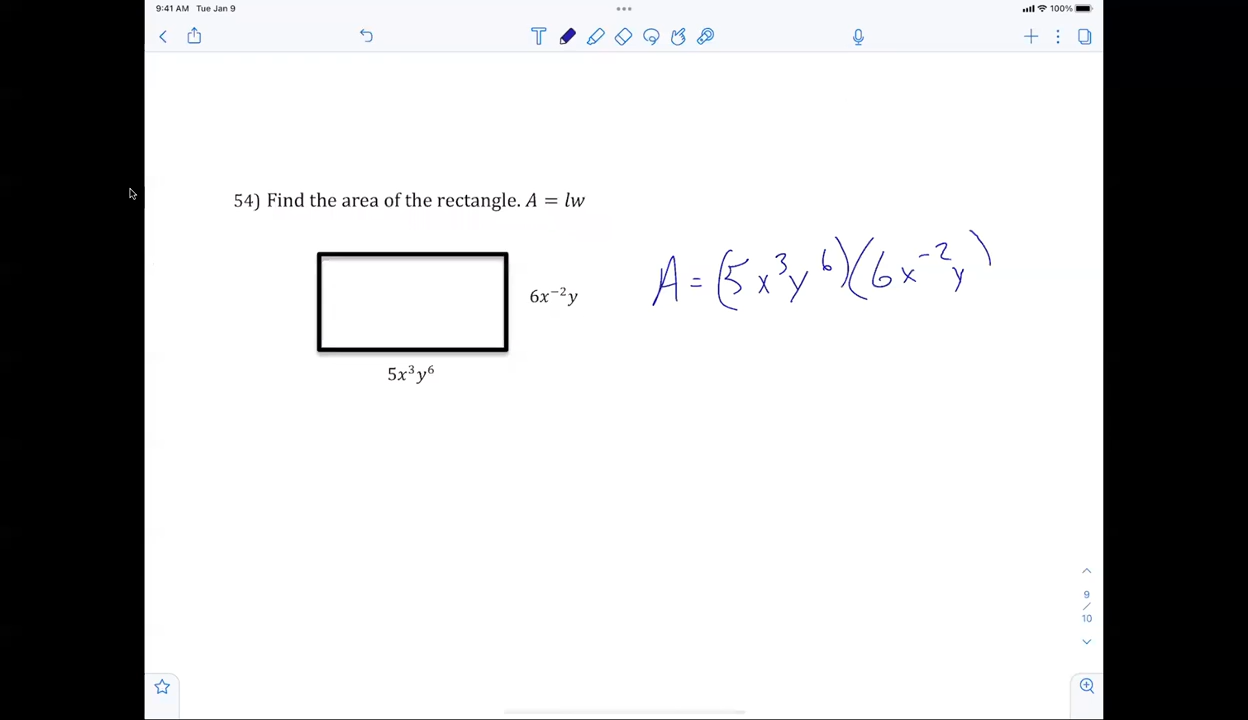 9:41 AM Tue Jan 9
100%
54) Find the area of the rectangle. A = lw
A = (5x³y⁶)(6x⁻²y)
6x⁻²y
5x³y⁶
9
/
10